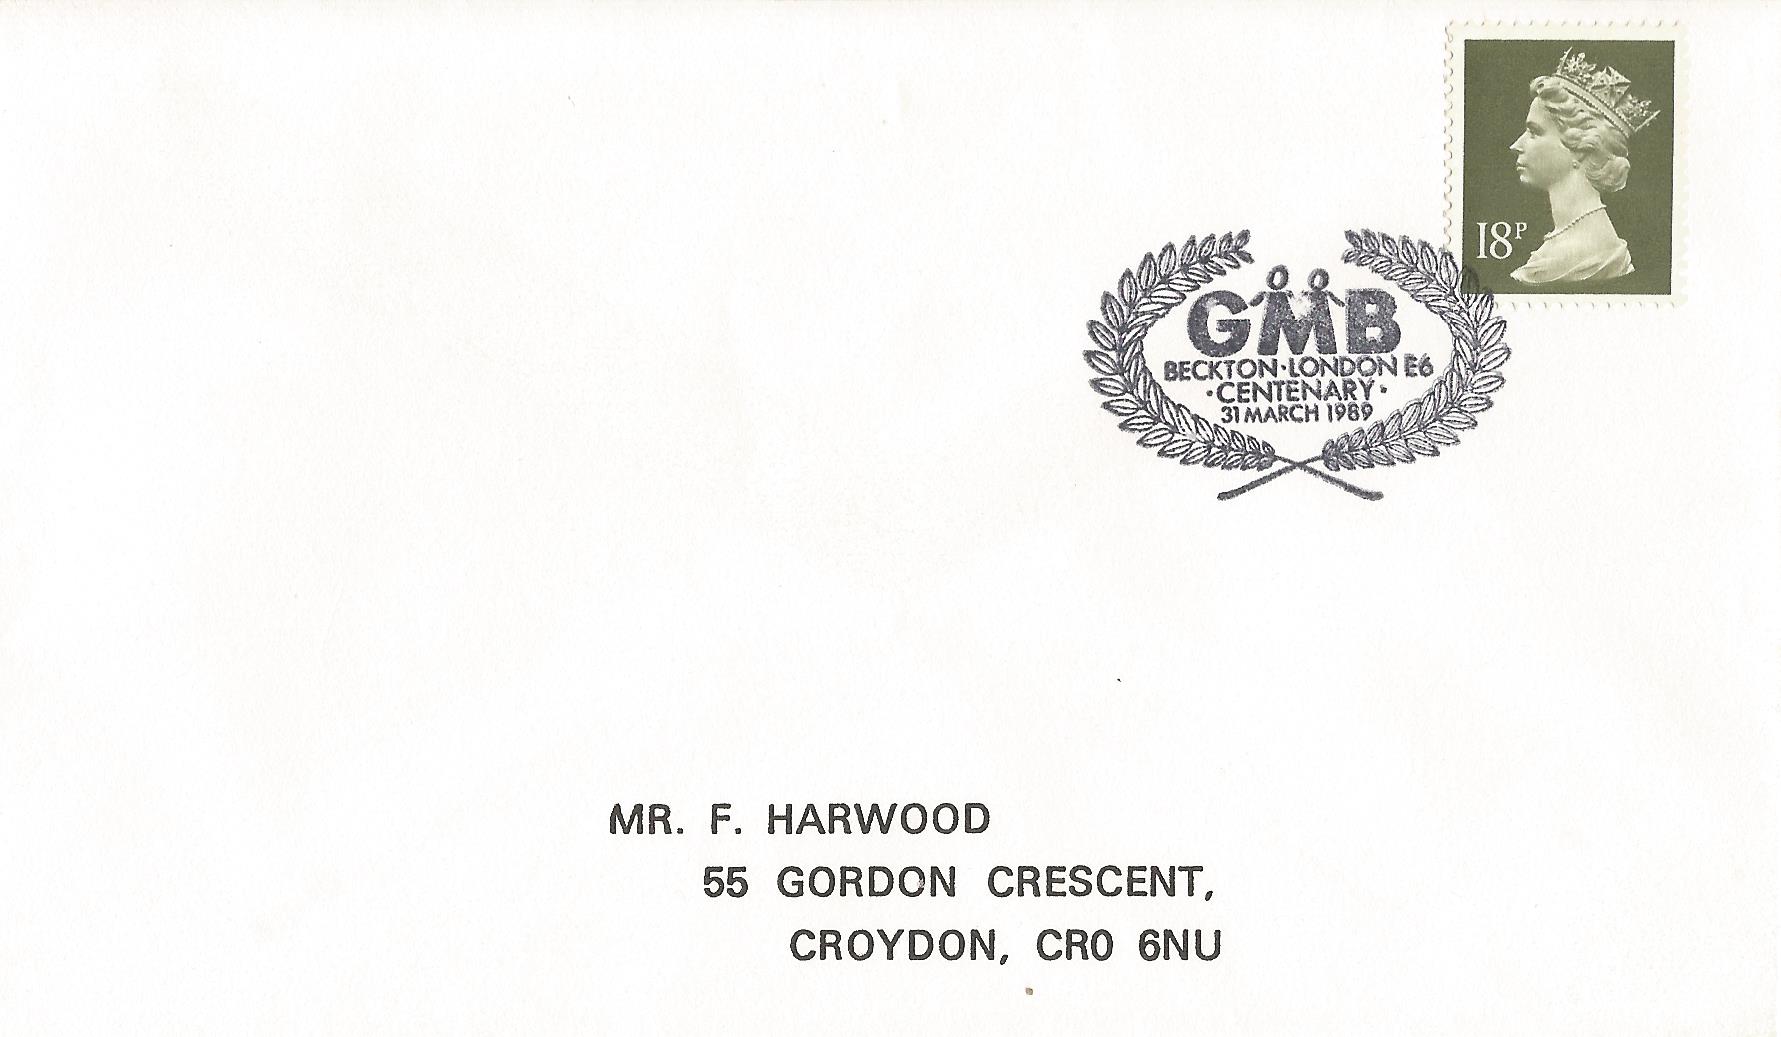 18P
GMB
BECKTON·LONDON E6
·CENTENARY·
31 MARCH 1989
MR. F. HARWOOD
55 GORDON CRESCENT,
CROYDON, CR0 6NU